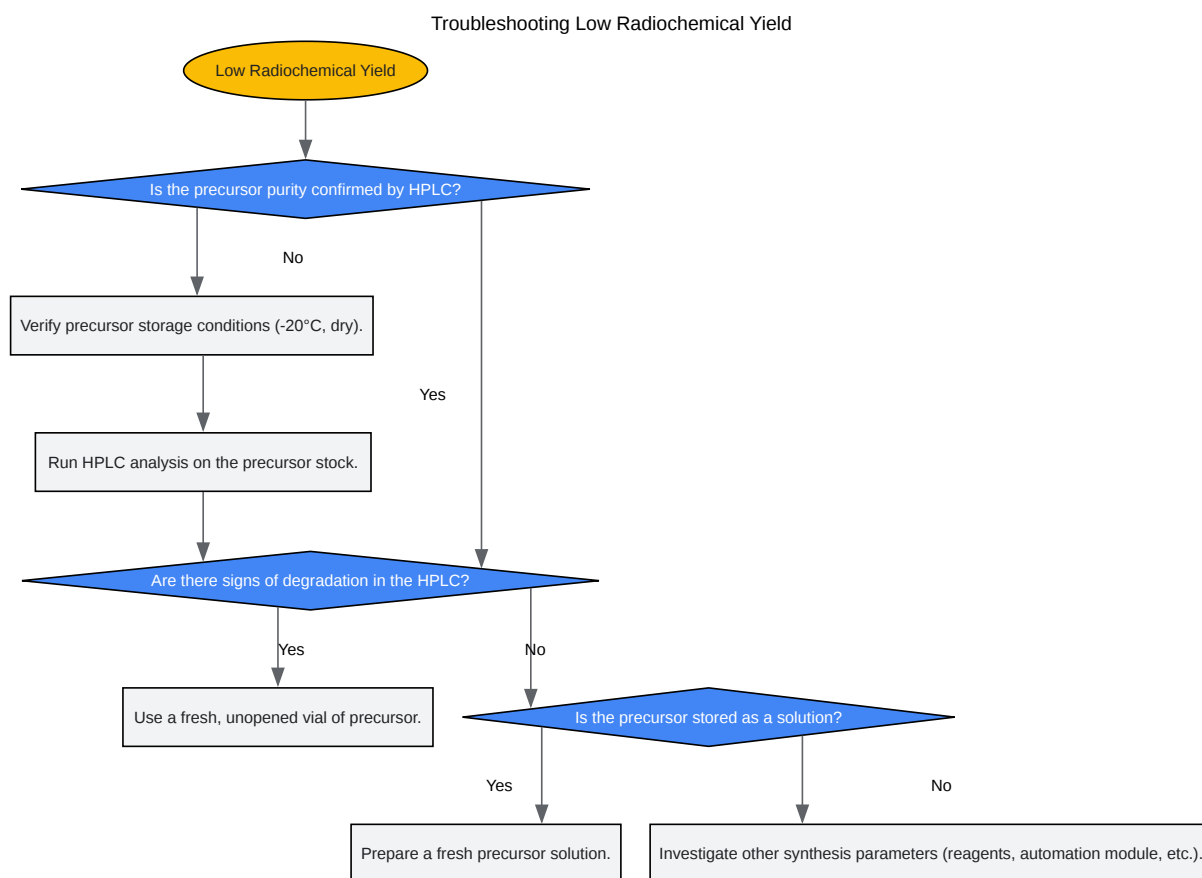 Troubleshooting Low Radiochemical Yield
Low Radiochemical Yield
Is the precursor purity confirmed by HPLC?
No
Verify precursor storage conditions (-20°C, dry).
Yes
Run HPLC analysis on the precursor stock.
Are there signs of degradation in the HPLC?
Yes
No
Use a fresh, unopened vial of precursor.
Is the precursor stored as a solution?
Yes
No
Prepare a fresh precursor solution.
Investigate other synthesis parameters (reagents, automation module, etc.).